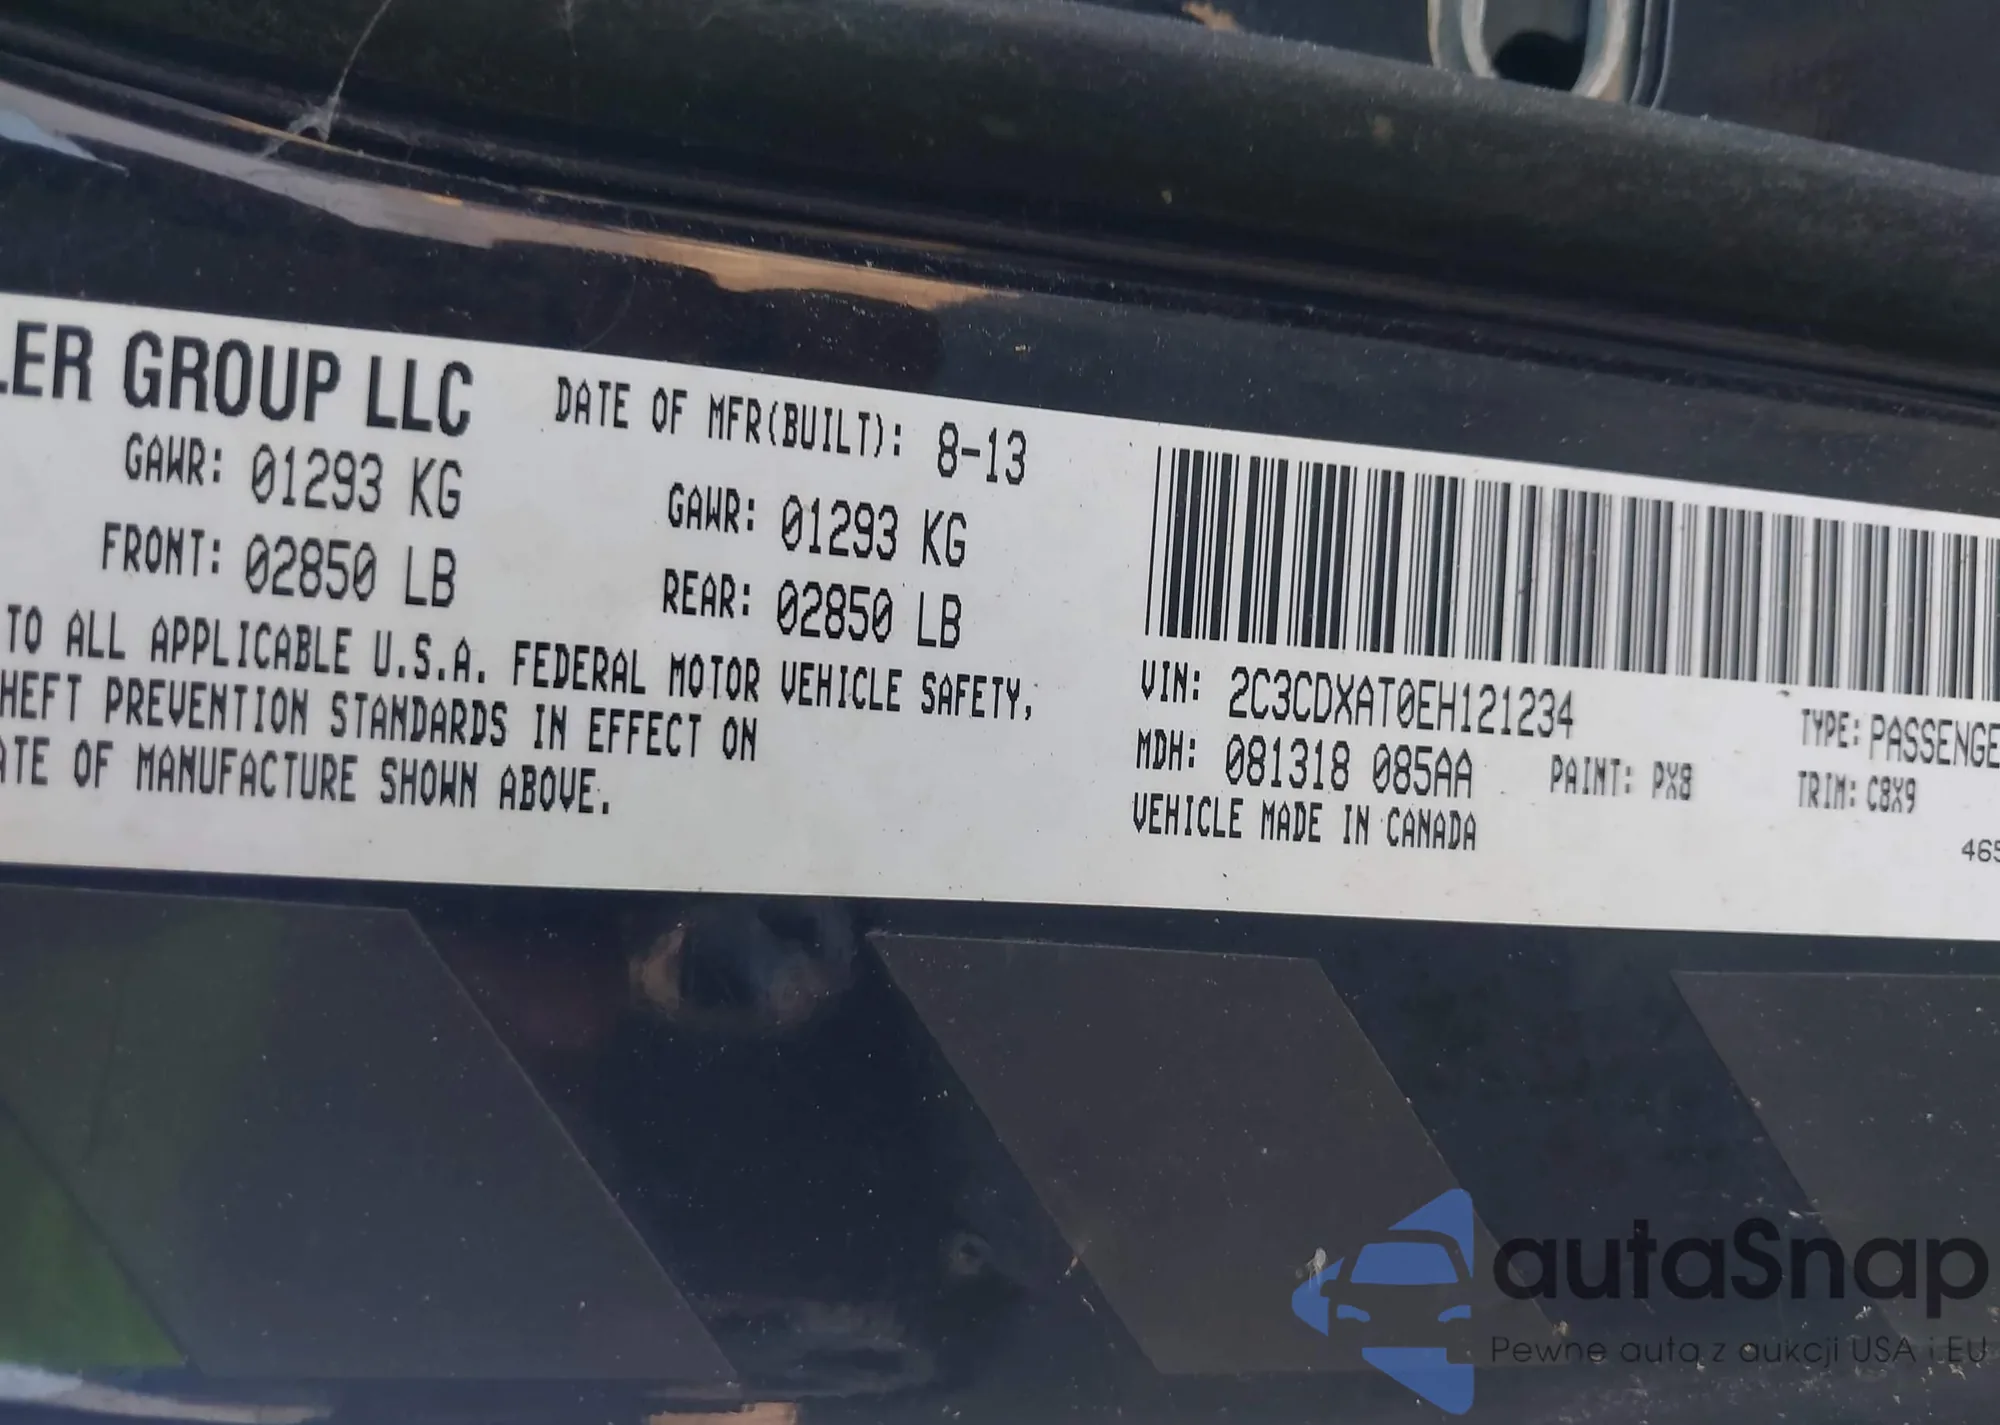 LER GROUP LLC
DATE OF MFR(BUILT): 8-13
GAWR: 01293 KG
FRONT: 02850 LB
GAWR: 01293 KG
REAR: 02850 LB
TO ALL APPLICABLE U.S.A. FEDERAL MOTOR VEHICLE SAFETY,
HEFT PREVENTION STANDARDS IN EFFECT ON
ATE OF MANUFACTURE SHOWN ABOVE.
VIN: 2C3CDXAT0EH121234
TYPE: PASSENGE
MDH: 081318 085AA
PAINT: PX8
TRIM: C8X9
VEHICLE MADE IN CANADA
465
autaSnap
Pewne auta z aukcji USA i EU